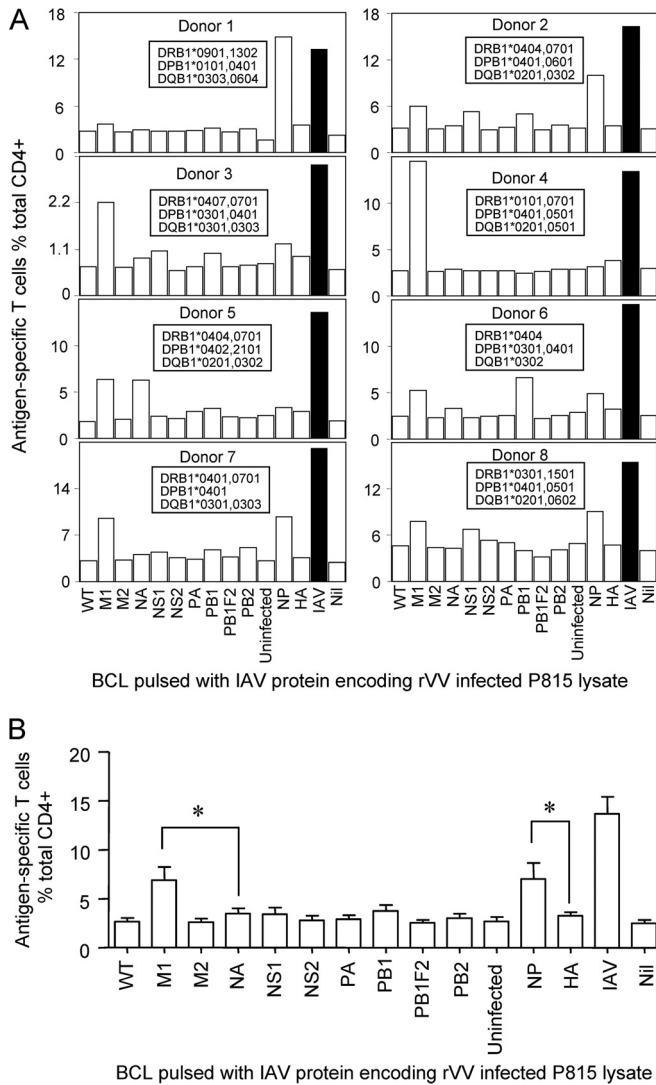 A
Antigen-specific T cells % total CD4+
Donor 1
DRB1*0901,1302
DPB1*0101,0401
DQB1*0303,0604
18
12
6
0
Donor 2
DRB1*0404,0701
DPB1*0401,0601
DQB1*0201,0302
18
12
6
0
Donor 3
DRB1*0407,0701
DPB1*0301,0401
DQB1*0301,0303
2.2
1.1
0
Donor 4
DRB1*0101,0701
DPB1*0401,0501
DQB1*0201,0501
10
5
0
Donor 5
DRB1*0404,0701
DPB1*0402,2101
DQB1*0201,0302
10
5
0
Donor 6
DRB1*0404
DPB1*0301,0401
DQB1*0302
10
5
0
Donor 7
DRB1*0401,0701
DPB1*0401
DQB1*0301,0303
14
7
0
Donor 8
DRB1*0301,1501
DPB1*0401,0501
DQB1*0201,0602
12
6
0
WT
M1
M2
NA
NS1
NS2
PA
PB1
PB1F2
PB2
Uninfected
NP
HA
IAV
Nil
WT
M1
M2
NA
NS1
NS2
PA
PB1
PB1F2
PB2
Uninfected
NP
HA
IAV
Nil
BCL pulsed with IAV protein encoding rVV infected P815 lysate
B
Antigen-specific T cells
% total CD4+
20
15
10
5
0
*
*
WT
M1
M2
NA
NS1
NS2
PA
PB1
PB1F2
PB2
Uninfected
NP
HA
IAV
Nil
BCL pulsed with IAV protein encoding rVV infected P815 lysate